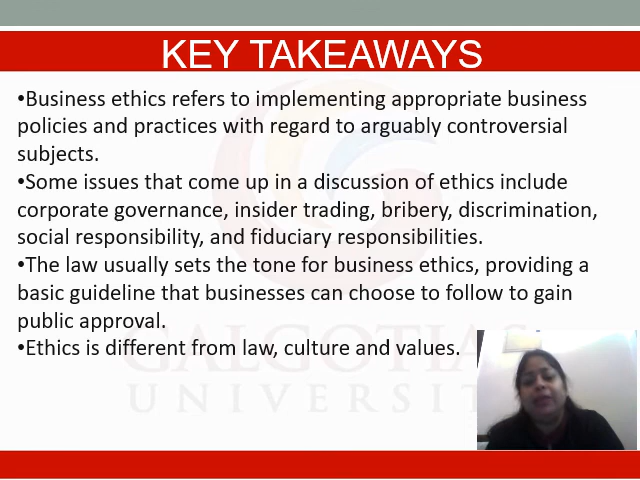 KEY TAKEAWAYS
•Business ethics refers to implementing appropriate business
policies and practices with regard to arguably controversial
subjects.
•Some issues that come up in a discussion of ethics include
corporate governance, insider trading, bribery, discrimination,
social responsibility, and fiduciary responsibilities.
•The law usually sets the tone for business ethics, providing a
basic guideline that businesses can choose to follow to gain
public approval.
•Ethics is different from law, culture and values.
GALGOTIAS
UNIVERSITY